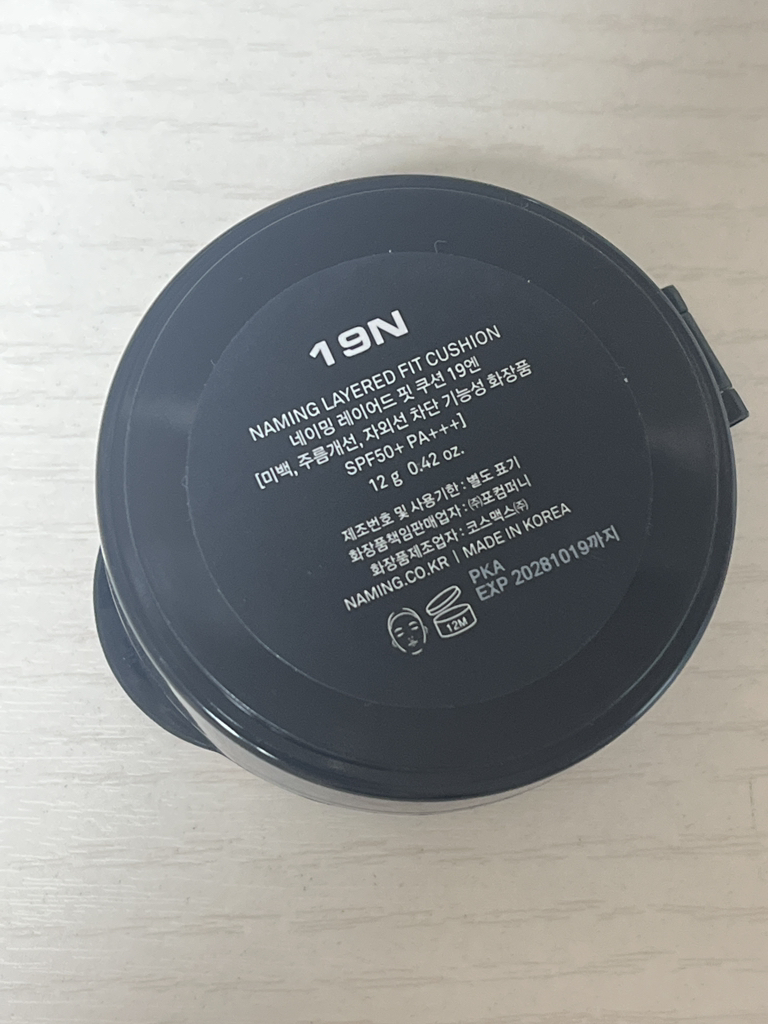 19N
NAMING LAYERED FIT CUSHION
네이밍 레이어드 핏 쿠션 19엔
[미백, 주름개선, 자외선 차단 기능성 화장품]
SPF50+ PA+++]
12 g 0.42 oz.
제조번호 및 사용기한 : 별도 표기
화장품책임판매업자 : ㈜포컴퍼니
화장품제조업자 : 코스맥스㈜
NAMING.CO.KR | MADE IN KOREA
PKA
EXP 20281019까지
12M